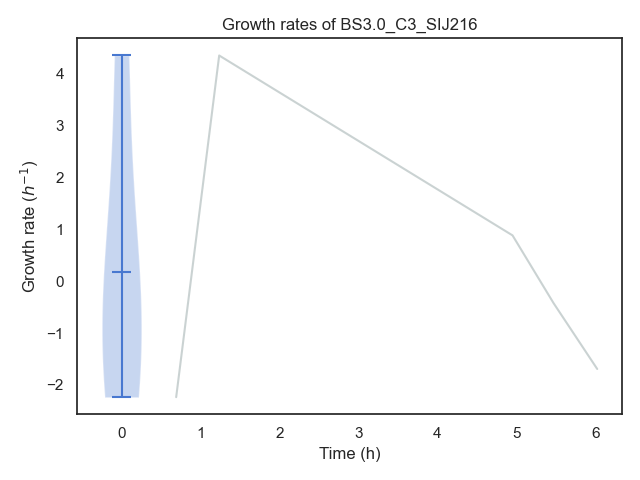 Growth rates of BS3.0_C3_SIJ216
Growth rate (h⁻¹)
4
3
2
1
0
−1
−2
0 1 2 3 4 5 6
Time (h)